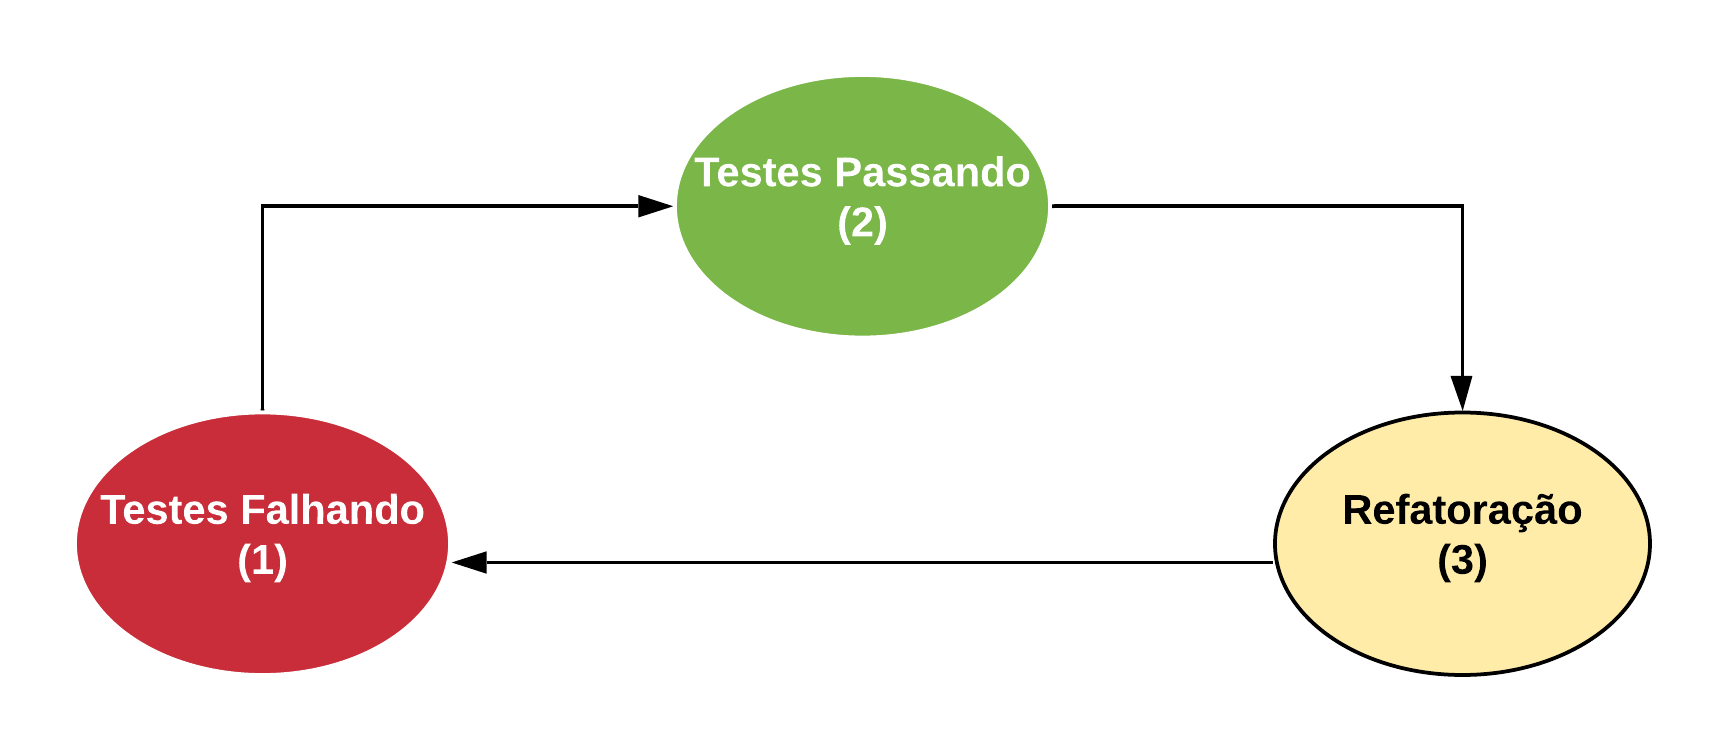 Testes Passando
(2)
Testes Falhando
(1)
Refatoração
(3)